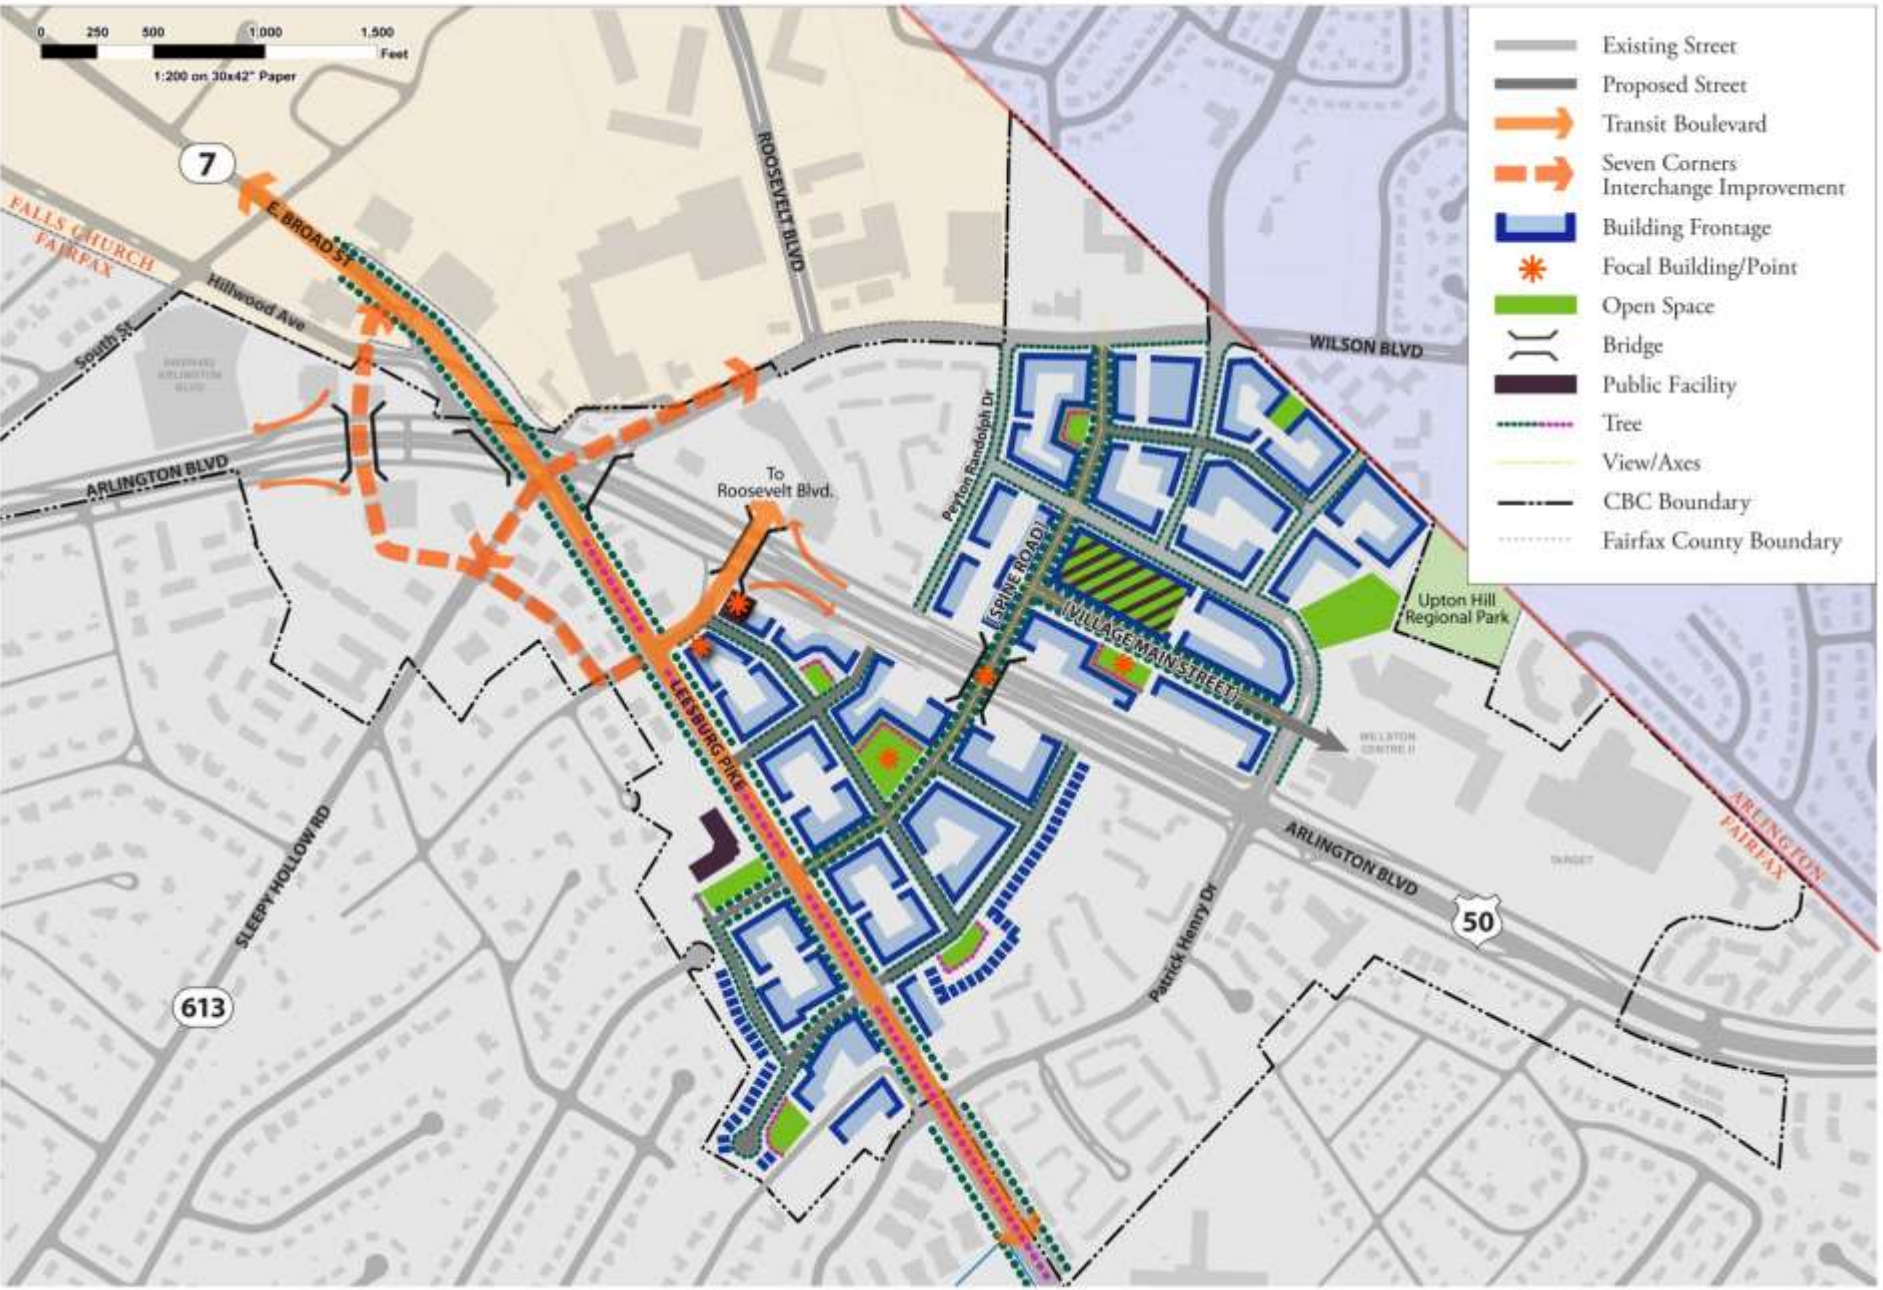 0 250 500 1,000 1,500
Feet
1:200 on 30x42" Paper
7
FALLS CHURCH
FAIRFAX
E. BROAD ST
Hillwood Ave
South St
ROOSEVELT BLVD
WILSON BLVD
ARLINGTON BLVD
To
Roosevelt Blvd.
Peyton Randolph Dr
[SPINE ROAD]
[VILLAGE MAIN STREET]
Upton Hill
Regional Park
LEESBURG PIKE
SLEEPY HOLLOW RD
613
WILLSTON
CENTRE II
TARGET
ARLINGTON BLVD
50
Patrick Henry Dr
ARLINGTON
FAIRFAX
Existing Street
Proposed Street
Transit Boulevard
Seven Corners
Interchange Improvement
Building Frontage
Focal Building/Point
Open Space
Bridge
Public Facility
Tree
View/Axes
CBC Boundary
Fairfax County Boundary